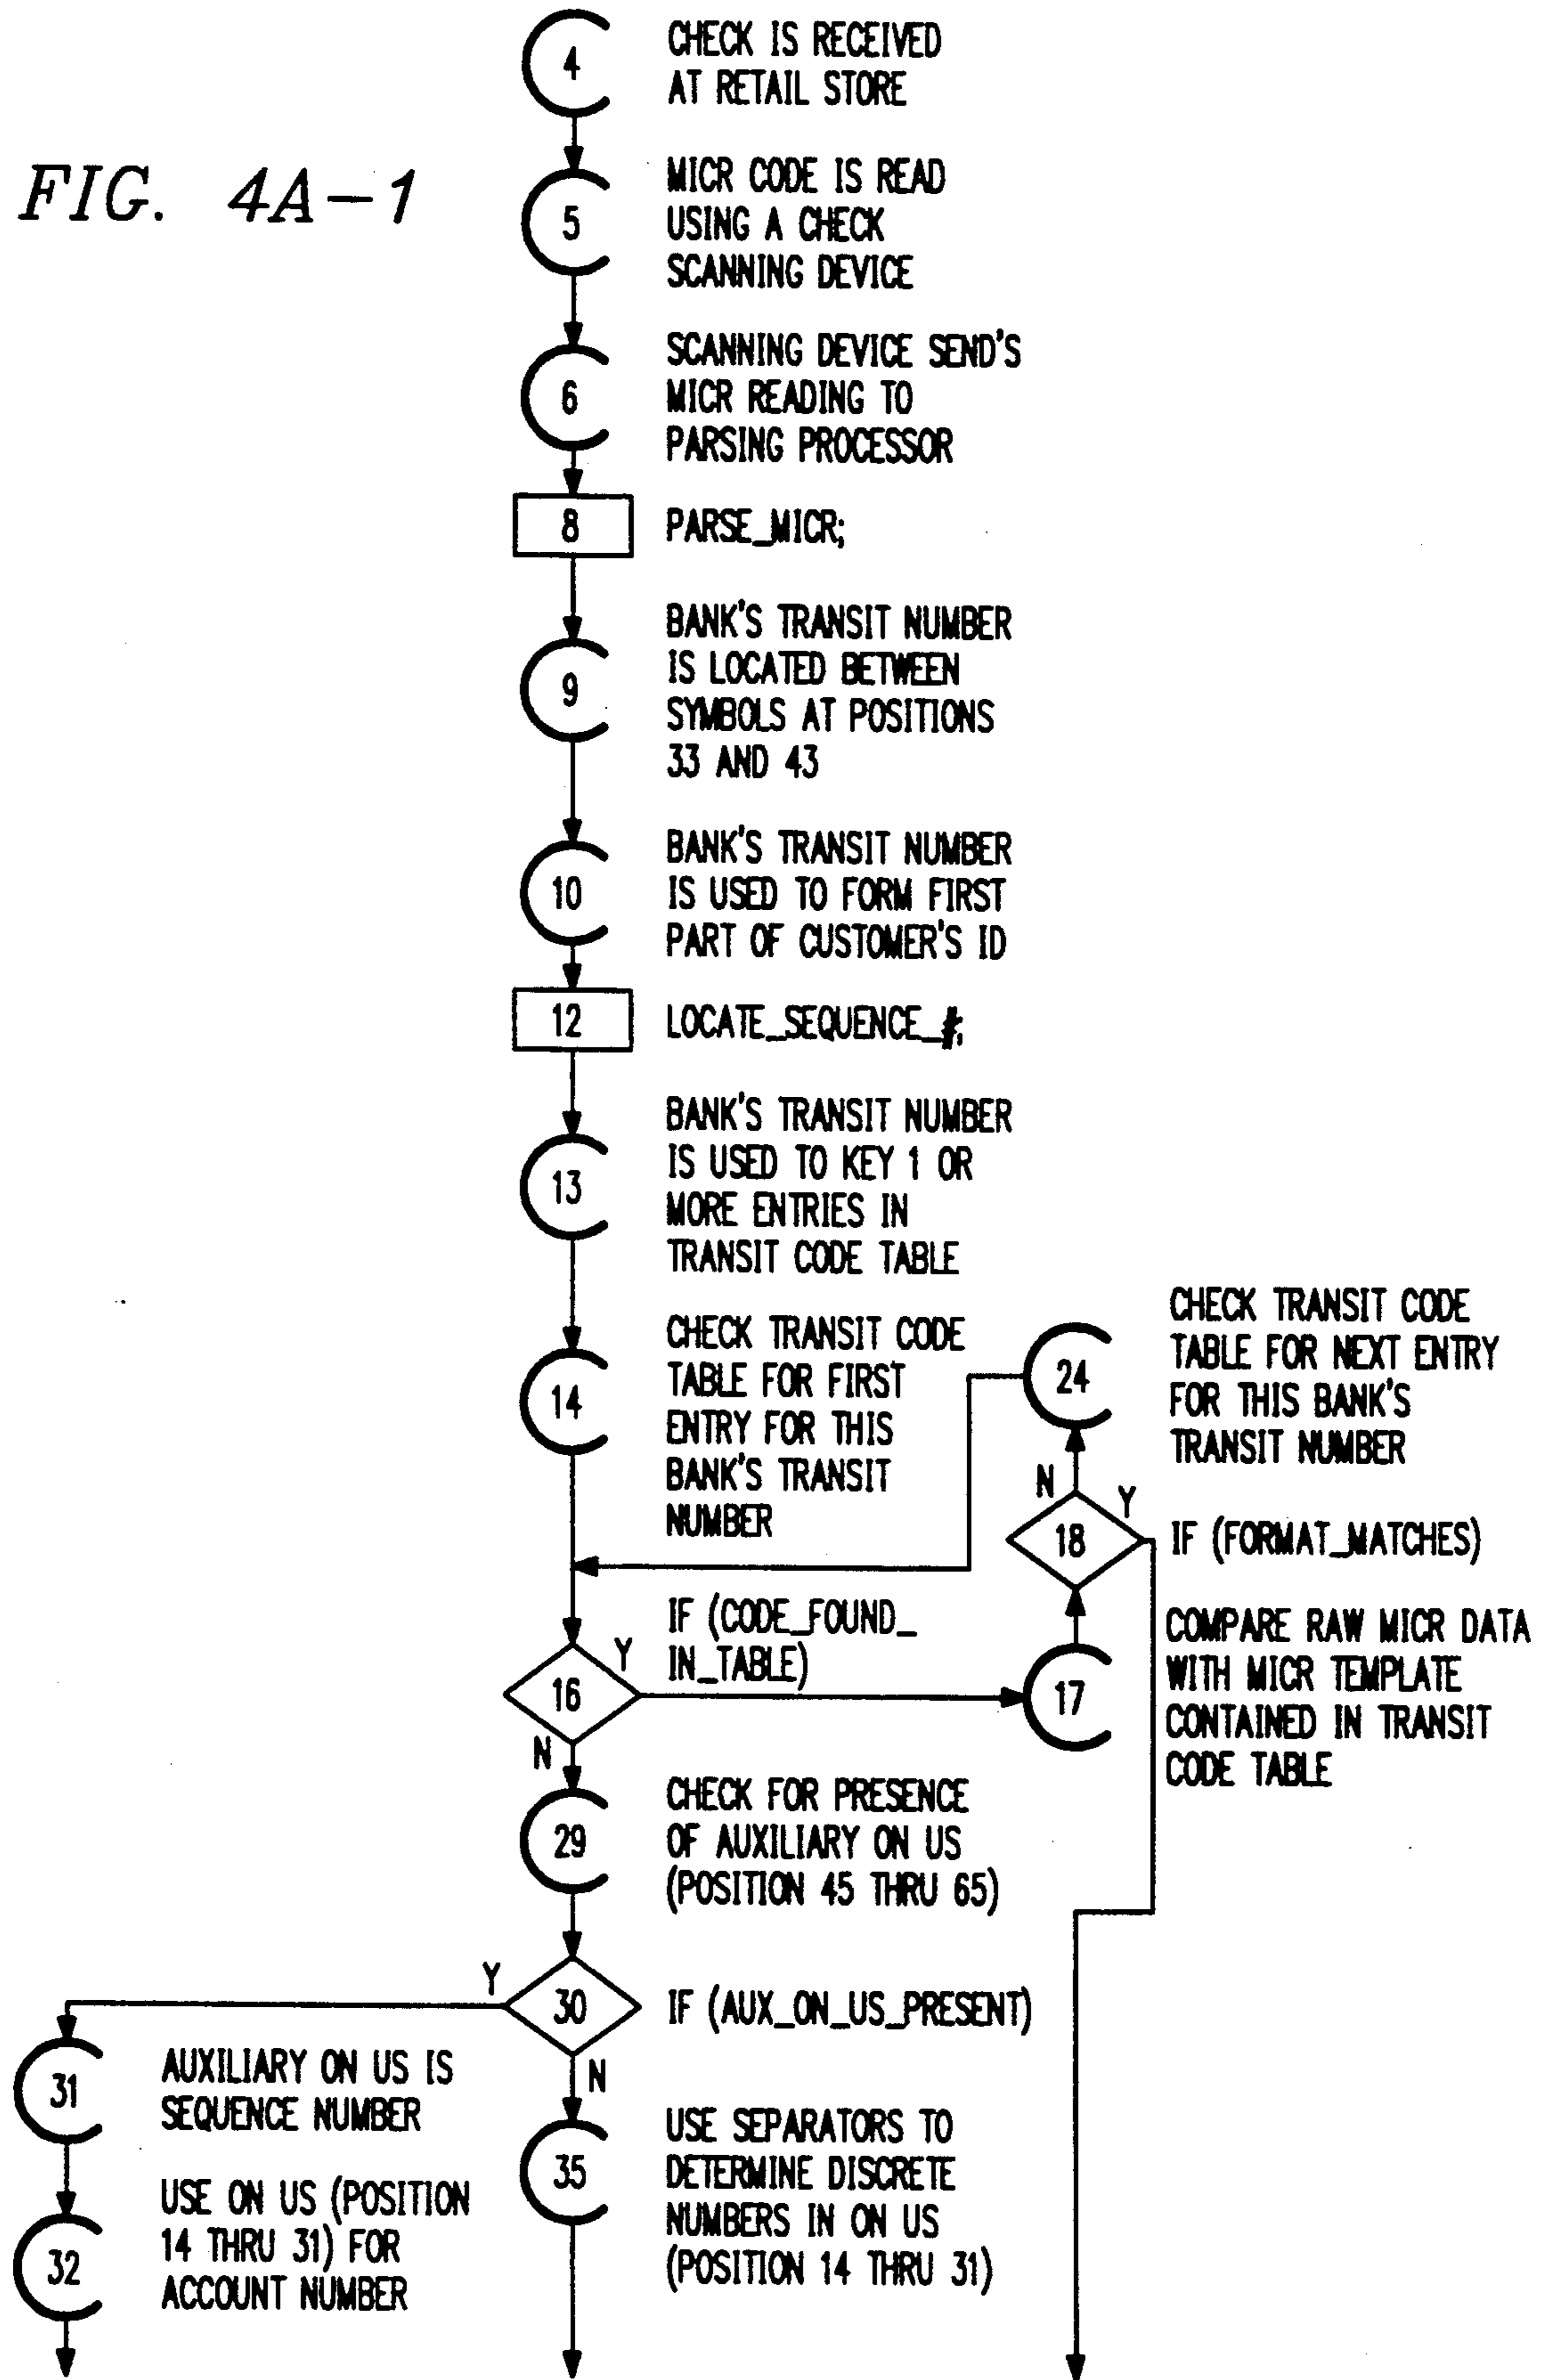 FIG. 4A-1
4
CHECK IS RECEIVED
AT RETAIL STORE
5
MICR CODE IS READ
USING A CHECK
SCANNING DEVICE
6
SCANNING DEVICE SEND'S
MICR READING TO
PARSING PROCESSOR
8
PARSE_MICR;
9
BANK'S TRANSIT NUMBER
IS LOCATED BETWEEN
SYMBOLS AT POSITIONS
33 AND 43
10
BANK'S TRANSIT NUMBER
IS USED TO FORM FIRST
PART OF CUSTOMER'S ID
12
LOCATE_SEQUENCE_#;
13
BANK'S TRANSIT NUMBER
IS USED TO KEY 1 OR
MORE ENTRIES IN
TRANSIT CODE TABLE
14
CHECK TRANSIT CODE
TABLE FOR FIRST
ENTRY FOR THIS
BANK'S TRANSIT
NUMBER
24
CHECK TRANSIT CODE
TABLE FOR NEXT ENTRY
FOR THIS BANK'S
TRANSIT NUMBER
N
Y
18
IF (FORMAT_MATCHES)
16
Y
IF (CODE_FOUND_
IN_TABLE)
17
COMPARE RAW MICR DATA
WITH MICR TEMPLATE
CONTAINED IN TRANSIT
CODE TABLE
N
29
CHECK FOR PRESENCE
OF AUXILIARY ON US
(POSITION 45 THRU 65)
Y
30
IF (AUX_ON_US_PRESENT)
N
31
AUXILIARY ON US IS
SEQUENCE NUMBER
32
USE ON US (POSITION
14 THRU 31) FOR
ACCOUNT NUMBER
35
USE SEPARATORS TO
DETERMINE DISCRETE
NUMBERS IN ON US
(POSITION 14 THRU 31)